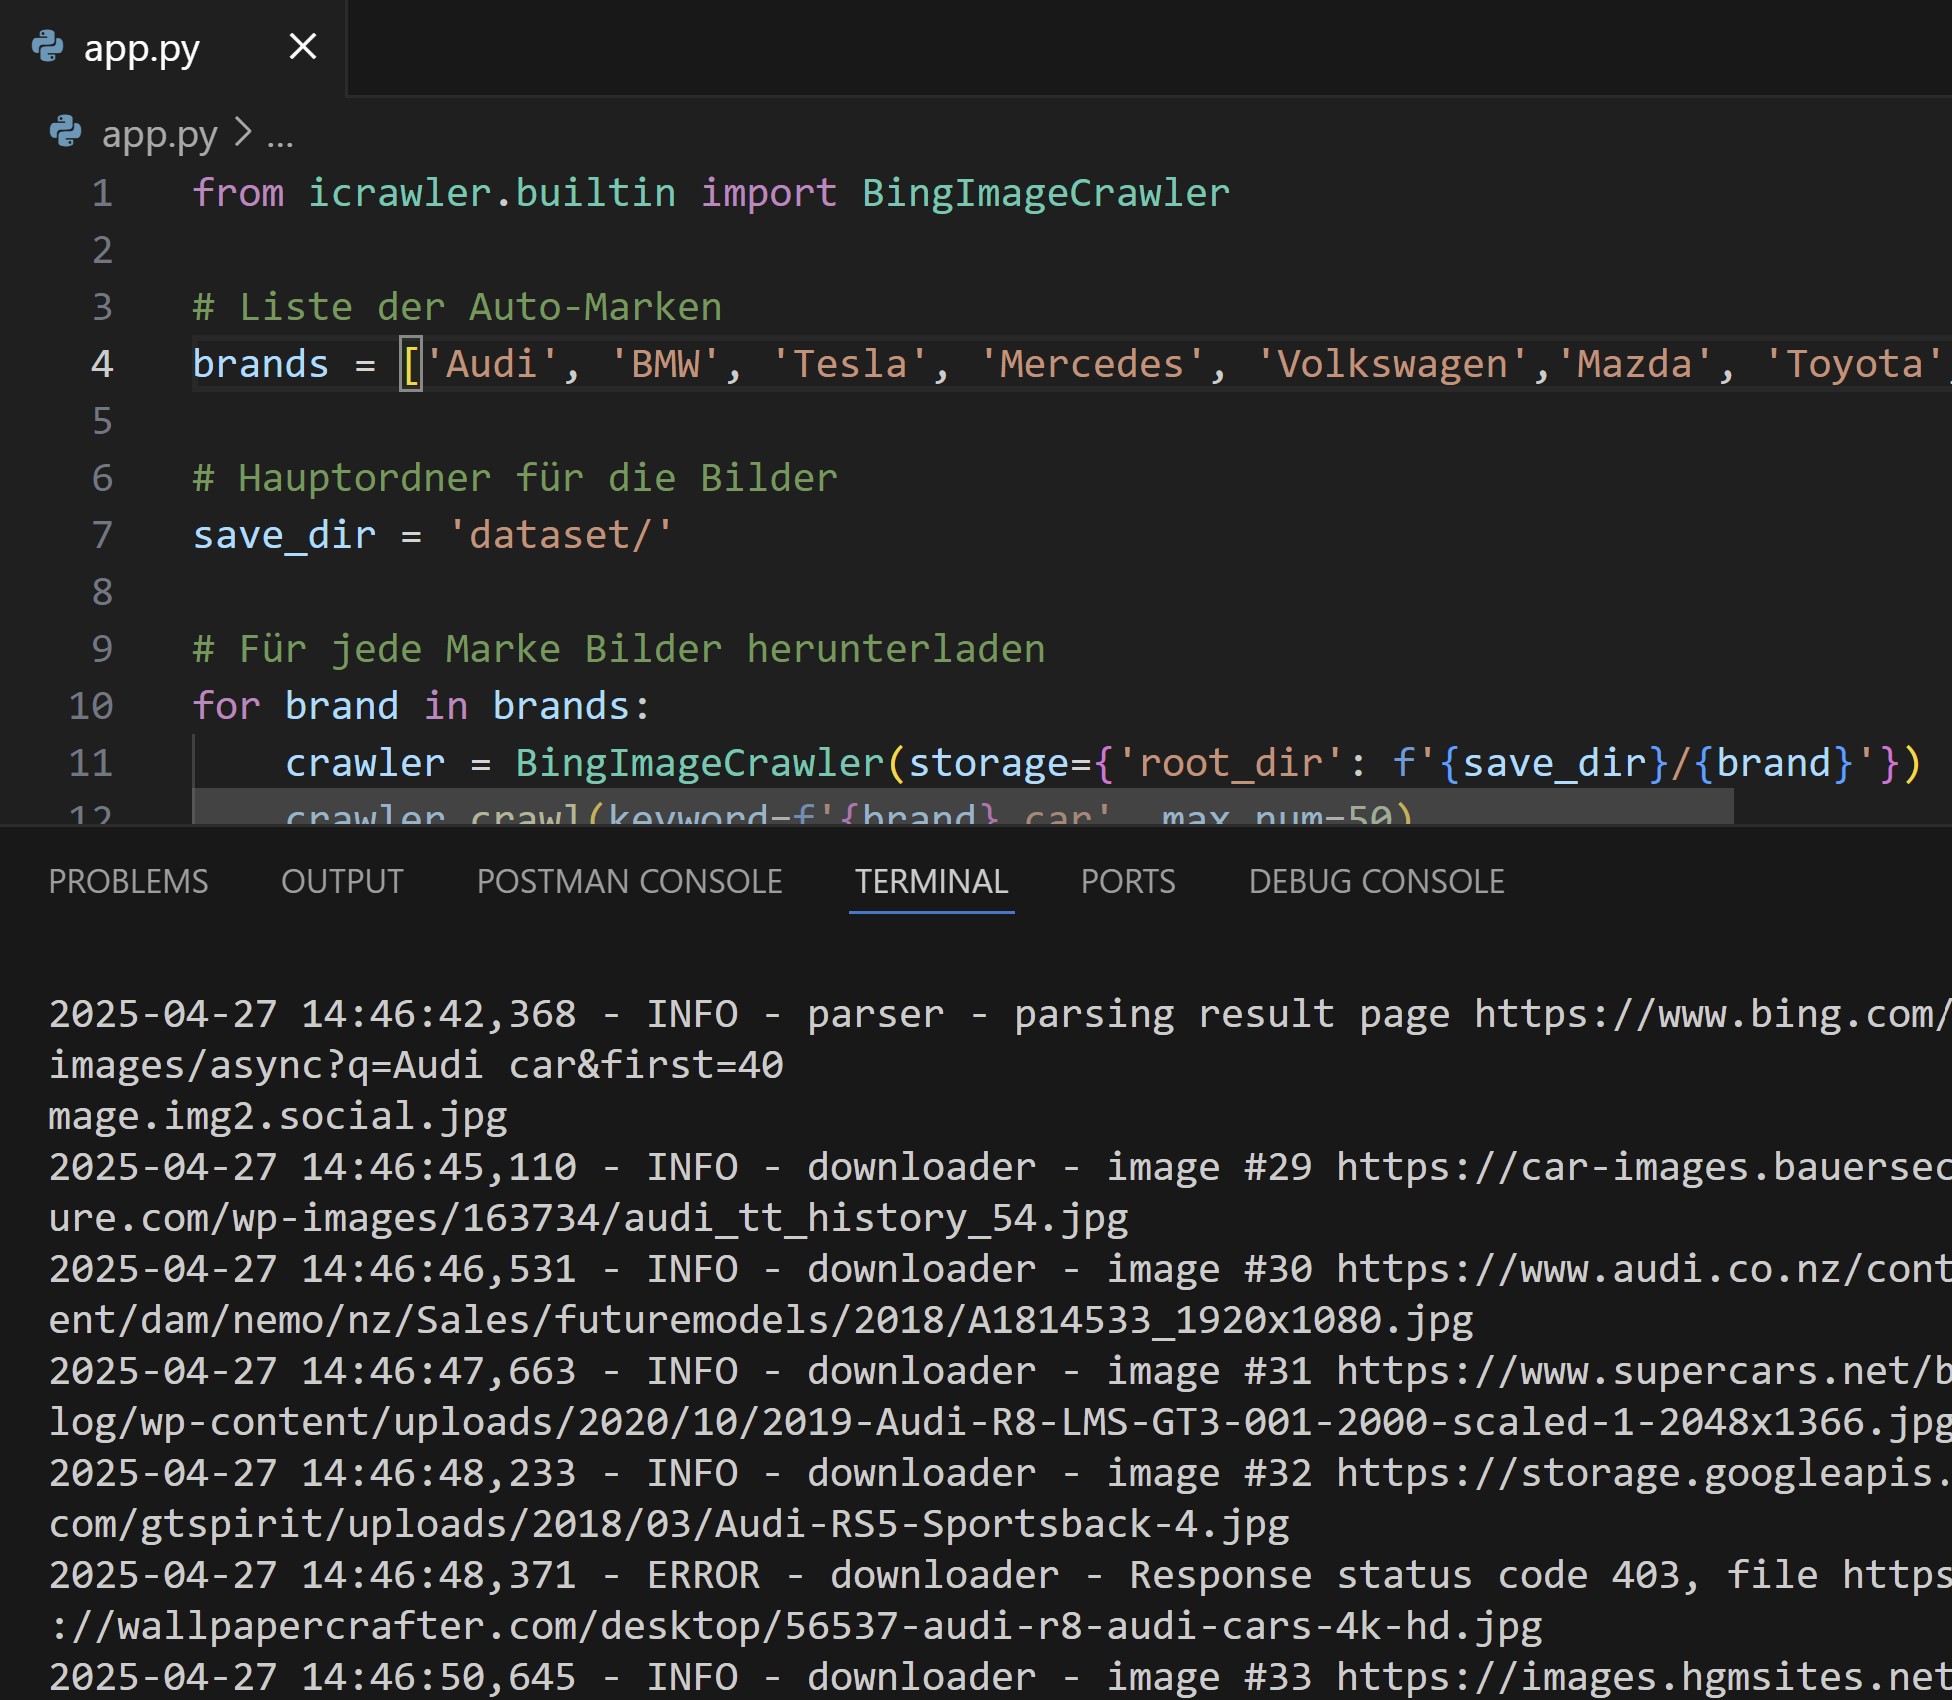 app.py
app.py > ...
1 from icrawler.builtin import BingImageCrawler
2
3 # Liste der Auto-Marken
4 brands = ['Audi', 'BMW', 'Tesla', 'Mercedes', 'Volkswagen','Mazda', 'Toyota',
5
6 # Hauptordner für die Bilder
7 save_dir = 'dataset/'
8
9 # Für jede Marke Bilder herunterladen
10 for brand in brands:
11 crawler = BingImageCrawler(storage={'root_dir': f'{save_dir}/{brand}'})
12 crawler.crawl(keyword=f'{brand} car', max_num=50)
PROBLEMS OUTPUT POSTMAN CONSOLE TERMINAL PORTS DEBUG CONSOLE
2025-04-27 14:46:42,368 - INFO - parser - parsing result page https://www.bing.com/
images/async?q=Audi car&first=40
mage.img2.social.jpg
2025-04-27 14:46:45,110 - INFO - downloader - image #29 https://car-images.bauersec
ure.com/wp-images/163734/audi_tt_history_54.jpg
2025-04-27 14:46:46,531 - INFO - downloader - image #30 https://www.audi.co.nz/cont
ent/dam/nemo/nz/Sales/futuremodels/2018/A1814533_1920x1080.jpg
2025-04-27 14:46:47,663 - INFO - downloader - image #31 https://www.supercars.net/b
log/wp-content/uploads/2020/10/2019-Audi-R8-LMS-GT3-001-2000-scaled-1-2048x1366.jpg
2025-04-27 14:46:48,233 - INFO - downloader - image #32 https://storage.googleapis.
com/gtspirit/uploads/2018/03/Audi-RS5-Sportsback-4.jpg
2025-04-27 14:46:48,371 - ERROR - downloader - Response status code 403, file https
://wallpapercrafter.com/desktop/56537-audi-r8-audi-cars-4k-hd.jpg
2025-04-27 14:46:50,645 - INFO - downloader - image #33 https://images.hgmsites.net